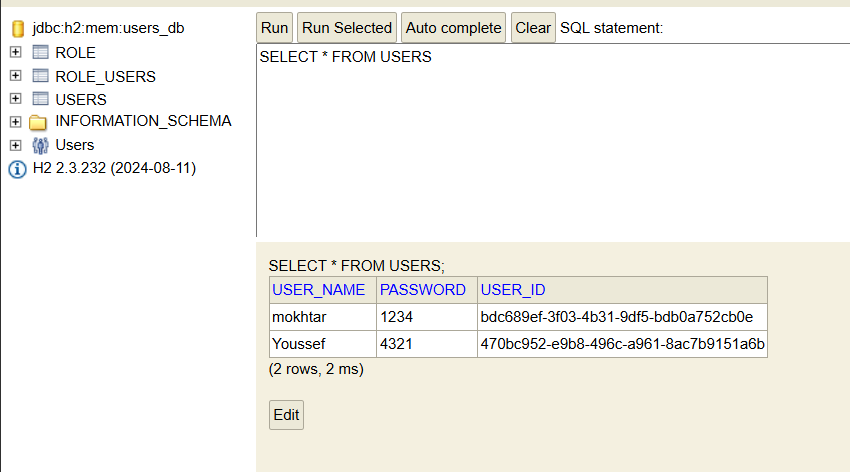 jdbc:h2:mem:users_db
ROLE
ROLE_USERS
USERS
INFORMATION_SCHEMA
Users
H2 2.3.232 (2024-08-11)
Run Run Selected Auto complete Clear SQL statement:
SELECT * FROM USERS
SELECT * FROM USERS;
USER_NAME PASSWORD USER_ID
mokhtar 1234 bdc689ef-3f03-4b31-9df5-bdb0a752cb0e
Youssef 4321 470bc952-e9b8-496c-a961-8ac7b9151a6b
(2 rows, 2 ms)
Edit